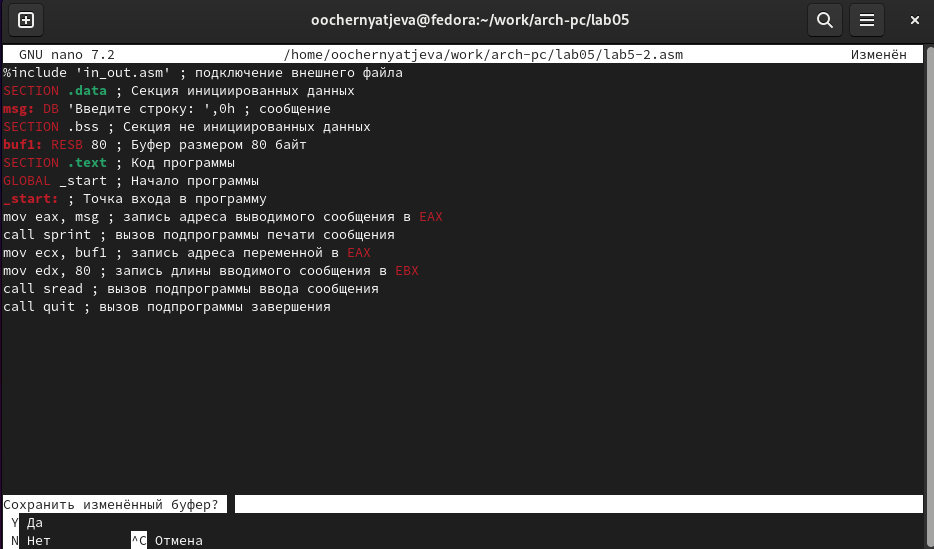 oochernyatjeva@fedora:~/work/arch-pc/lab05
GNU nano 7.2 /home/oochernyatjeva/work/arch-pc/lab05/lab5-2.asm Изменён
%include 'in_out.asm' ; подключение внешнего файла
SECTION .data ; Секция инициированных данных
msg: DB 'Введите строку: ',0h ; сообщение
SECTION .bss ; Секция не инициированных данных
buf1: RESB 80 ; Буфер размером 80 байт
SECTION .text ; Код программы
GLOBAL _start ; Начало программы
_start: ; Точка входа в программу
mov eax, msg ; запись адреса выводимого сообщения в EAX
call sprint ; вызов подпрограммы печати сообщения
mov ecx, buf1 ; запись адреса переменной в EAX
mov edx, 80 ; запись длины вводимого сообщения в EBX
call sread ; вызов подпрограммы ввода сообщения
call quit ; вызов подпрограммы завершения
Сохранить изменённый буфер?
Y Да
N Нет ^C Отмена